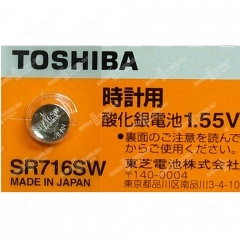 TOSHIBA
時計用
酸化銀電池 1.55V
●裏面のご注意を読んで
からご使用ください。
SR716SW
MADE IN JAPAN
東芝電池株式会社
〒140-0004
東京都品川区南品川3-4-10